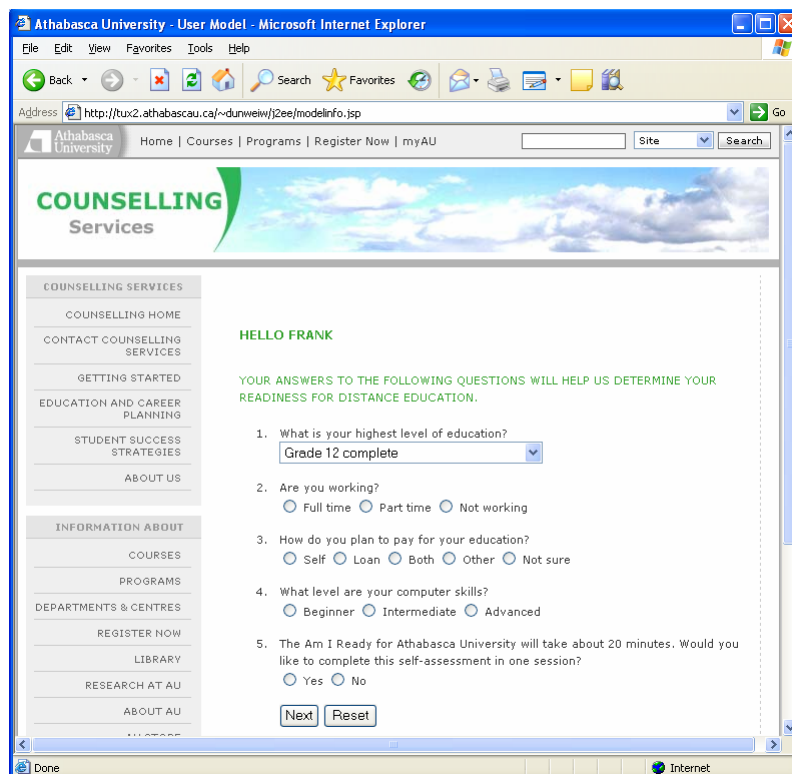 Athabasca University - User Model - Microsoft Internet Explorer
File Edit View Favorites Tools Help
Back Search Favorites
Address http://tux2.athabascau.ca/~dunweiw/j2ee/modelinfo.jsp Go
Athabasca University
Home | Courses | Programs | Register Now | myAU Site Search
COUNSELLING
Services
COUNSELLING SERVICES
COUNSELLING HOME
CONTACT COUNSELLING
SERVICES
GETTING STARTED
EDUCATION AND CAREER
PLANNING
STUDENT SUCCESS
STRATEGIES
ABOUT US
INFORMATION ABOUT
COURSES
PROGRAMS
DEPARTMENTS & CENTRES
REGISTER NOW
LIBRARY
RESEARCH AT AU
ABOUT AU
HELLO FRANK
YOUR ANSWERS TO THE FOLLOWING QUESTIONS WILL HELP US DETERMINE YOUR
READINESS FOR DISTANCE EDUCATION.
1. What is your highest level of education?
Grade 12 complete
2. Are you working?
Full time Part time Not working
3. How do you plan to pay for your education?
Self Loan Both Other Not sure
4. What level are your computer skills?
Beginner Intermediate Advanced
5. The Am I Ready for Athabasca University will take about 20 minutes. Would you
like to complete this self-assessment in one session?
Yes No
Next Reset
Done Internet